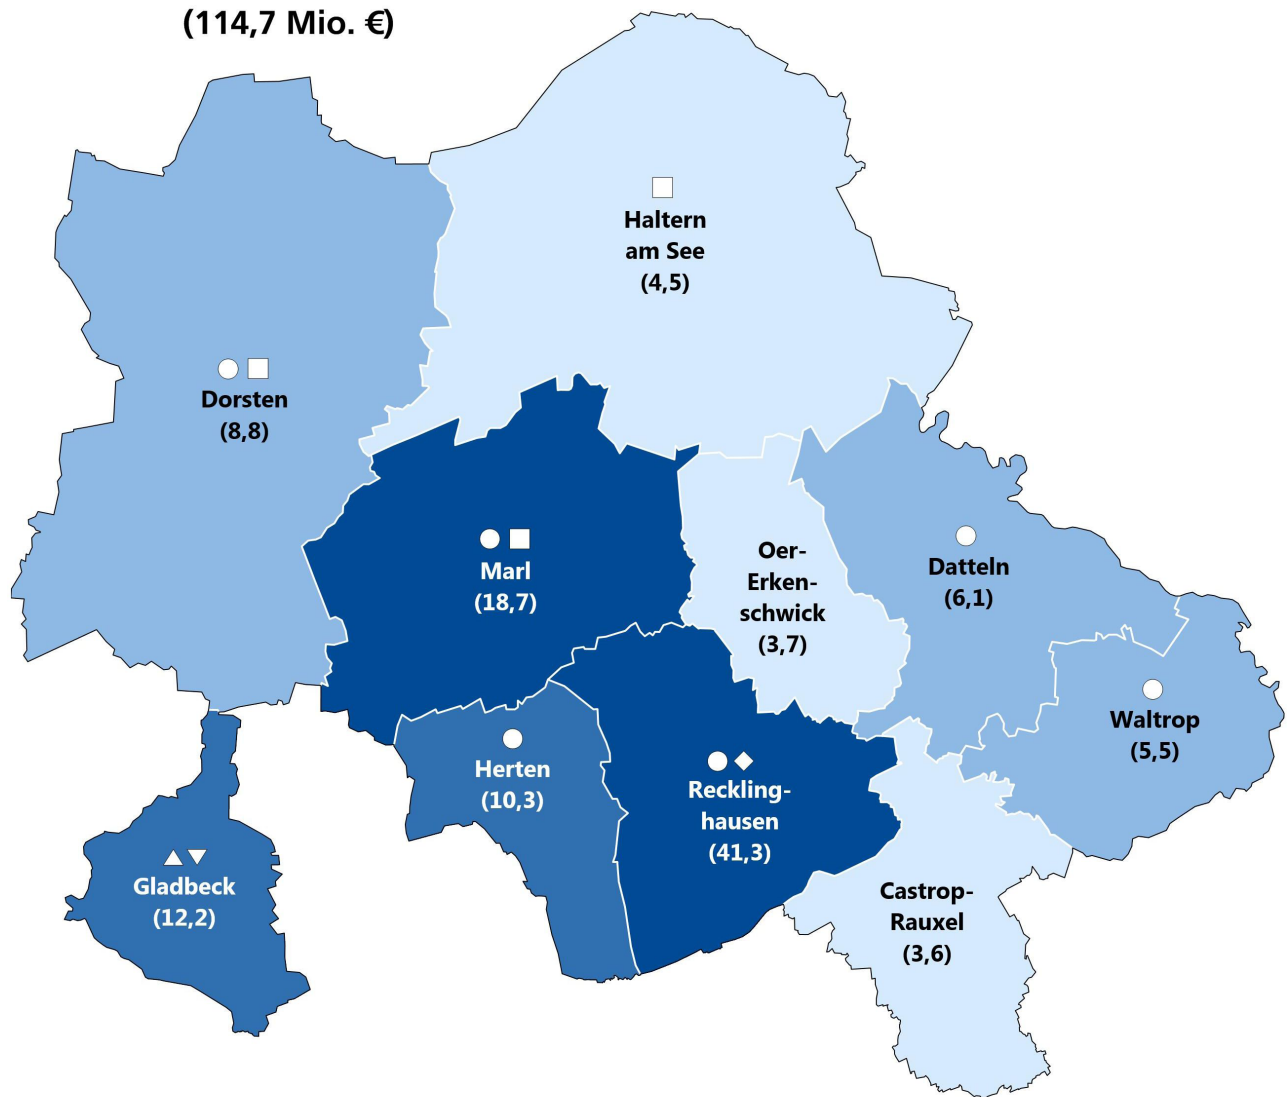 (114,7 Mio. €)
Haltern
am See
(4,5)
Dorsten
(8,8)
Marl
(18,7)
Oer-
Erken-
schwick
(3,7)
Datteln
(6,1)
Waltrop
(5,5)
Herten
(10,3)
Reckling-
hausen
(41,3)
Gladbeck
(12,2)
Castrop-
Rauxel
(3,6)